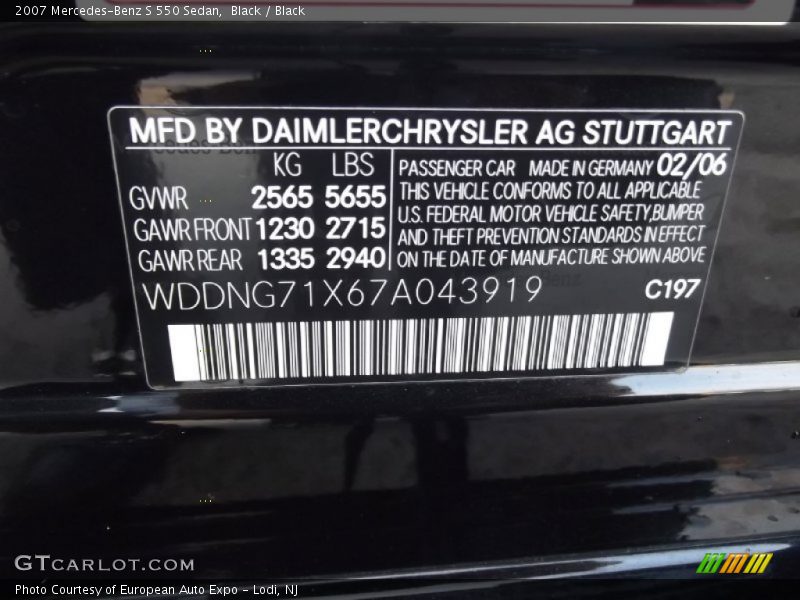 2007 Mercedes-Benz S 550 Sedan, Black / Black
MFD BY DAIMLERCHRYSLER AG STUTTGART
KG LBS
GVWR 2565 5655
GAWR FRONT 1230 2715
GAWR REAR 1335 2940
PASSENGER CAR MADE IN GERMANY 02/06
THIS VEHICLE CONFORMS TO ALL APPLICABLE
U.S. FEDERAL MOTOR VEHICLE SAFETY, BUMPER
AND THEFT PREVENTION STANDARDS IN EFFECT
ON THE DATE OF MANUFACTURE SHOWN ABOVE
WDDNG71X67A043919 C197
GTCARLOT.COM
Photo Courtesy of European Auto Expo - Lodi, NJ